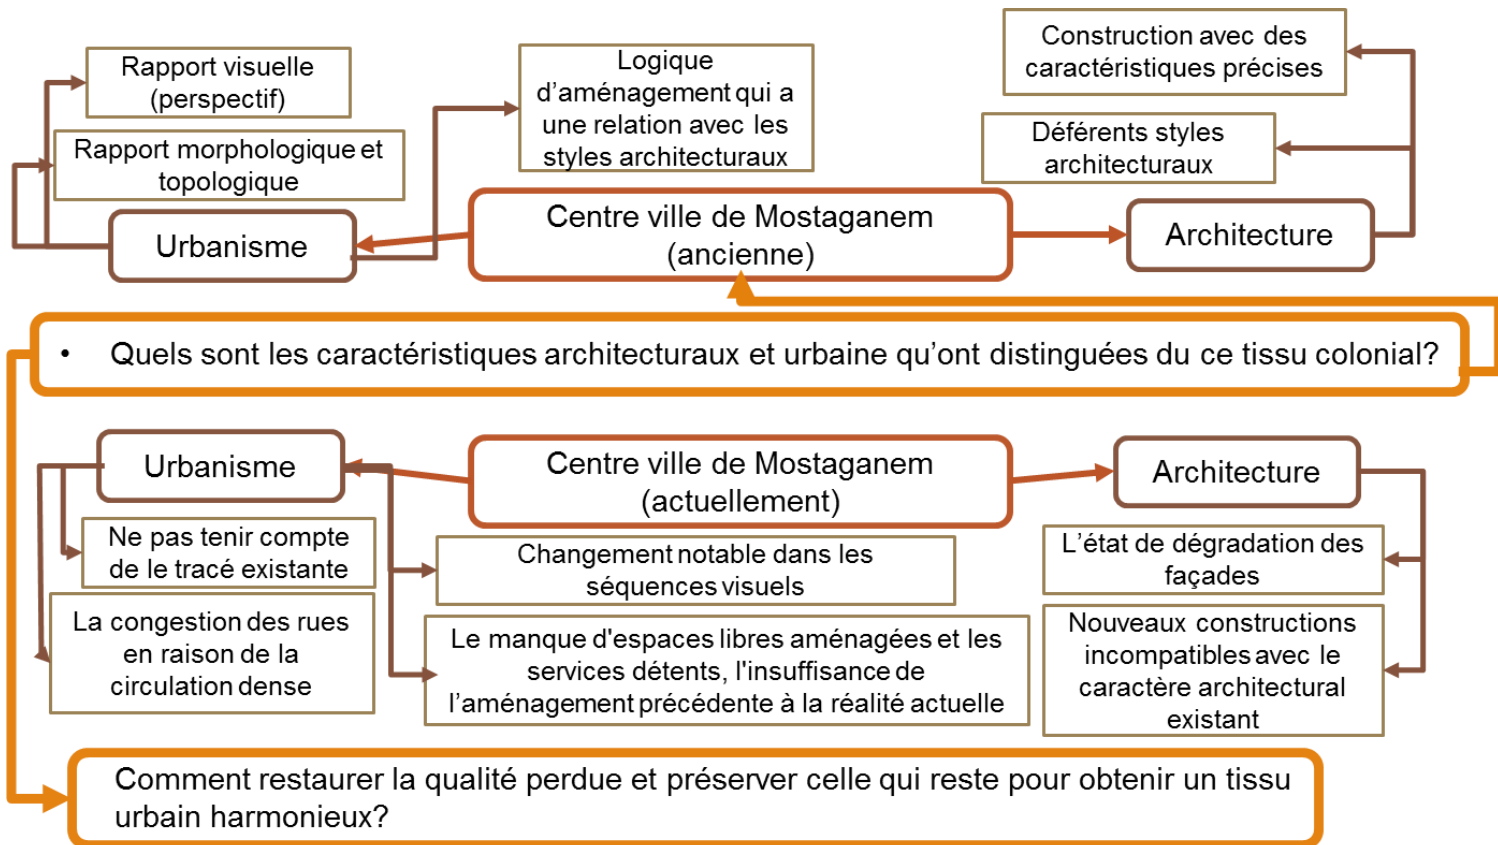 Rapport visuelle
(perspectif)
Rapport morphologique et
topologique
Urbanisme
Logique
d'aménagement qui a
une relation avec les
styles architecturaux
Centre ville de Mostaganem
(ancienne)
Construction avec des
caractéristiques précises
Déférents styles
architecturaux
Architecture
• Quels sont les caractéristiques architecturaux et urbaine qu'ont distinguées du ce tissu colonial?
Urbanisme
Centre ville de Mostaganem
(actuellement)
Architecture
Ne pas tenir compte
de le tracé existante
La congestion des rues
en raison de la
circulation dense
Changement notable dans les
séquences visuels
Le manque d'espaces libres aménagées et les
services détents, l'insuffisance de
l'aménagement précédente à la réalité actuelle
L'état de dégradation des
façades
Nouveaux constructions
incompatibles avec le
caractère architectural
existant
Comment restaurer la qualité perdue et préserver celle qui reste pour obtenir un tissu
urbain harmonieux?